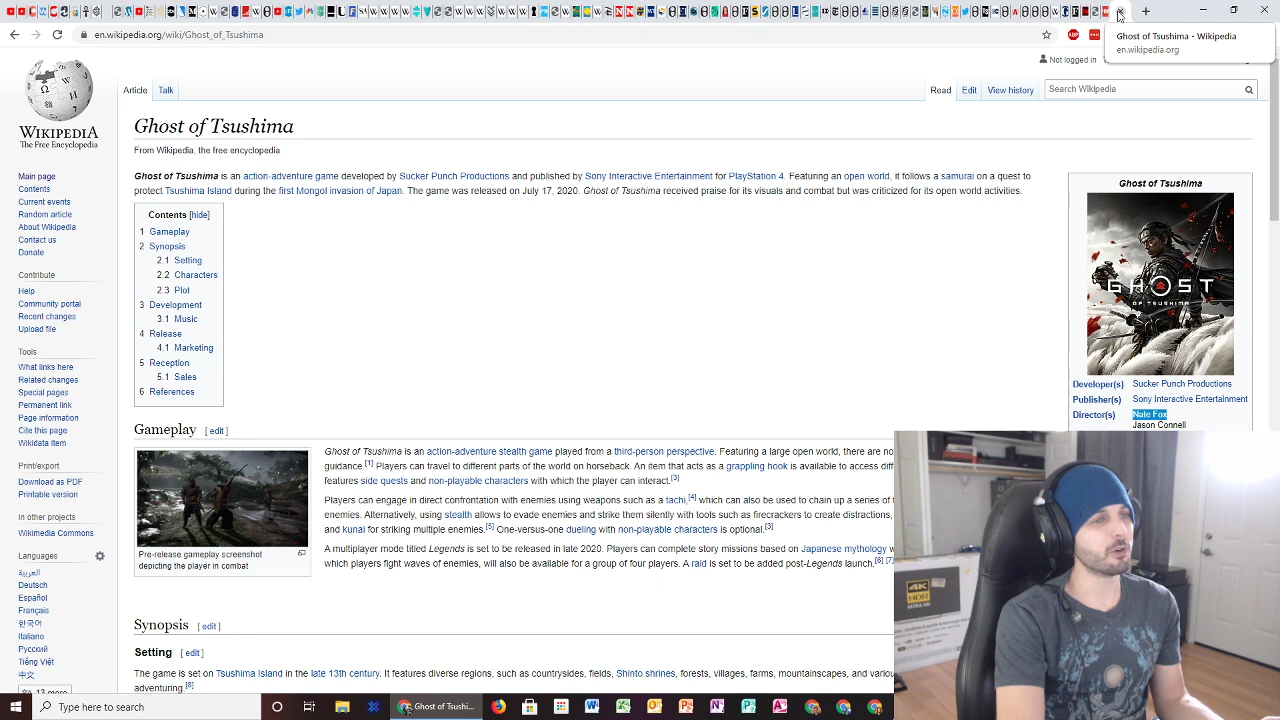 Ghost of Tsushima - Wikipedia
en.wikipedia.org
en.wikipedia.org/wiki/Ghost_of_Tsushima
Not logged in
WIKIPEDIA
The Free Encyclopedia
Article
Talk
Read
Edit
View history
Search Wikipedia
Main page
Contents
Current events
Random article
About Wikipedia
Contact us
Donate
Contribute
Help
Community portal
Recent changes
Upload file
Tools
What links here
Related changes
Special pages
Permanent link
Page information
Cite this page
Wikidata item
Print/export
Download as PDF
Printable version
In other projects
Wikimedia Commons
Languages
العربية
Deutsch
Español
Français
한국어
Italiano
Русский
Tiếng Việt
中文
13 more
Ghost of Tsushima
From Wikipedia, the free encyclopedia
Ghost of Tsushima is an action-adventure game developed by Sucker Punch Productions and published by Sony Interactive Entertainment for PlayStation 4. Featuring an open world, it follows a samurai on a quest to
protect Tsushima Island during the first Mongol invasion of Japan. The game was released on July 17, 2020. Ghost of Tsushima received praise for its visuals and combat but was criticized for its open world activities.
Contents [hide]
1 Gameplay
2 Synopsis
2.1 Setting
2.2 Characters
2.3 Plot
3 Development
3.1 Music
4 Release
4.1 Marketing
5 Reception
5.1 Sales
6 References
Ghost of Tsushima
GHOST
OF TSUSHIMA
Developer(s) Sucker Punch Productions
Publisher(s) Sony Interactive Entertainment
Director(s) Nate Fox
Jason Connell
Gameplay [ edit ]
Pre-release gameplay screenshot
depicting the player in combat
Ghost of Tsushima is an action-adventure stealth game played from a third-person perspective. Featuring a large open world, there are no
guidance.[1] Players can travel to different parts of the world on horseback. An item that acts as a grappling hook is available to access diff
features side quests and non-playable characters with which the player can interact.[3]
Players can engage in direct confrontation with enemies using weapons such as a tachi,[4] which can also be used to chain up a series of f
enemies. Alternatively, using stealth allows to evade enemies and strike them silently with tools such as firecrackers to create distractions,
and kunai for striking multiple enemies.[5] One-versus-one dueling with non-playable characters is optional.[3]
A multiplayer mode titled Legends is set to be released in late 2020. Players can complete story missions based on Japanese mythology w
which players fight waves of enemies, will also be available for a group of four players. A raid is set to be added post-Legends launch.[6][7]
Synopsis [ edit ]
Setting [ edit ]
The game is set on Tsushima Island in the late 13th century. It features diverse regions, such as countrysides, fields, Shinto shrines, forests, villages, farms, mountainscapes, and variou
adventuring.[8]
4K
HDR
ULTRA HD
Type here to search
Ghost of Tsushi...